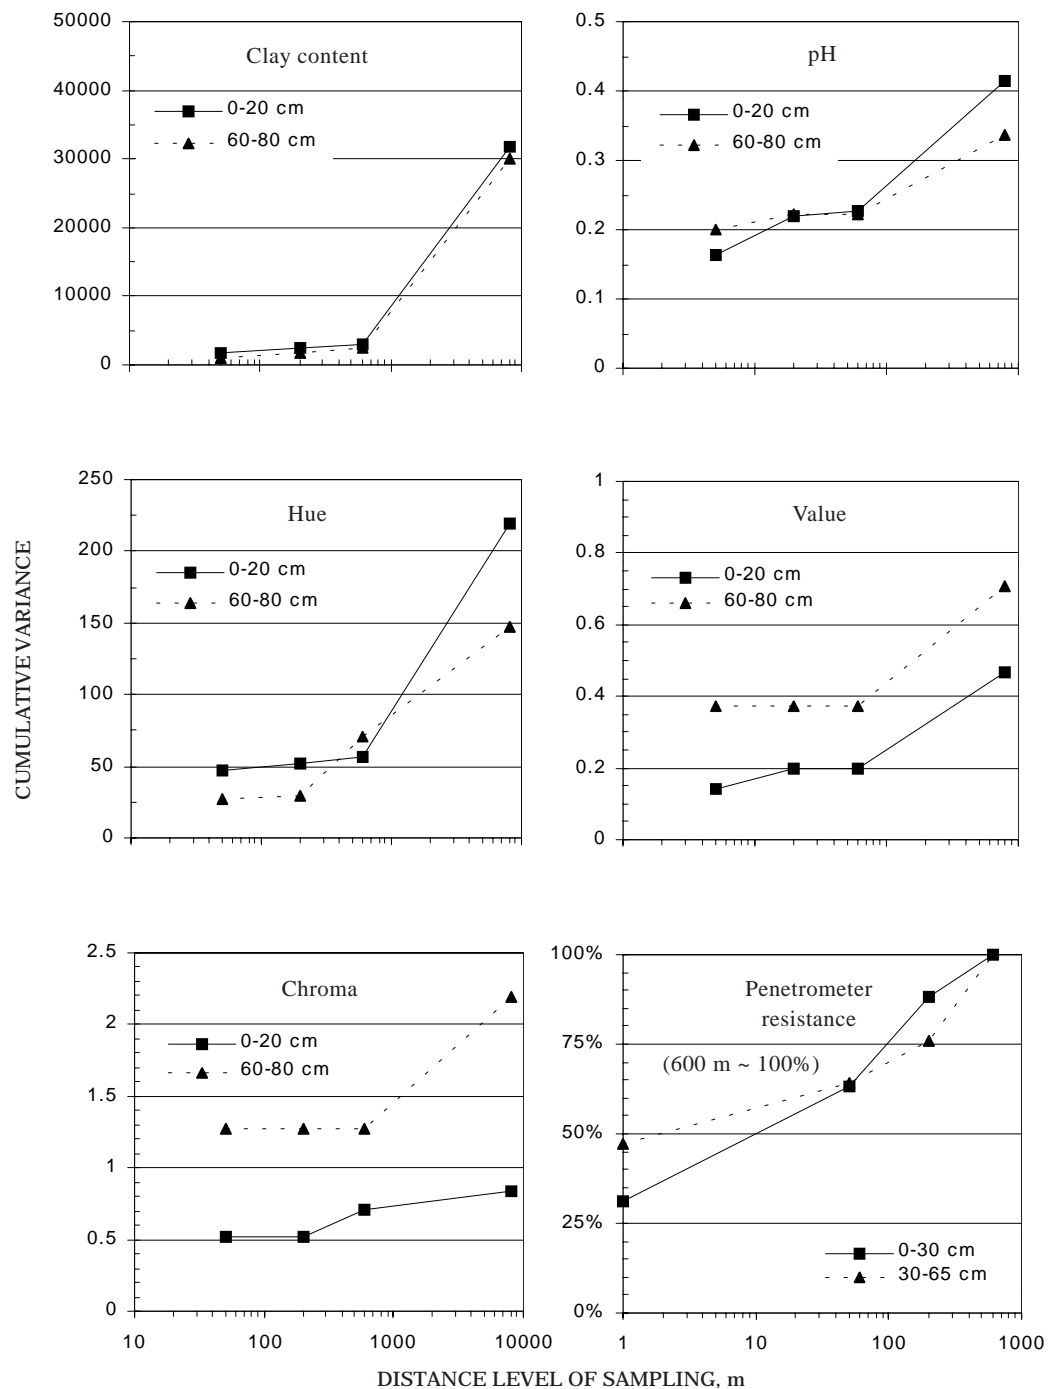 50000
40000
30000
20000
10000
0
Clay content
0-20 cm
60-80 cm
0.5
0.4
0.3
0.2
0.1
0
pH
0-20 cm
60-80 cm
CUMULATIVE VARIANCE
250
200
150
100
50
0
Hue
0-20 cm
60-80 cm
1
0.8
0.6
0.4
0.2
0
Value
0-20 cm
60-80 cm
2.5
2
1.5
1
0.5
0
Chroma
0-20 cm
60-80 cm
10 100 1000 10000
100%
75%
50%
25%
0%
Penetrometer
resistance
(600 m ~ 100%)
0-30 cm
30-65 cm
1 10 100 1000
DISTANCE LEVEL OF SAMPLING, m